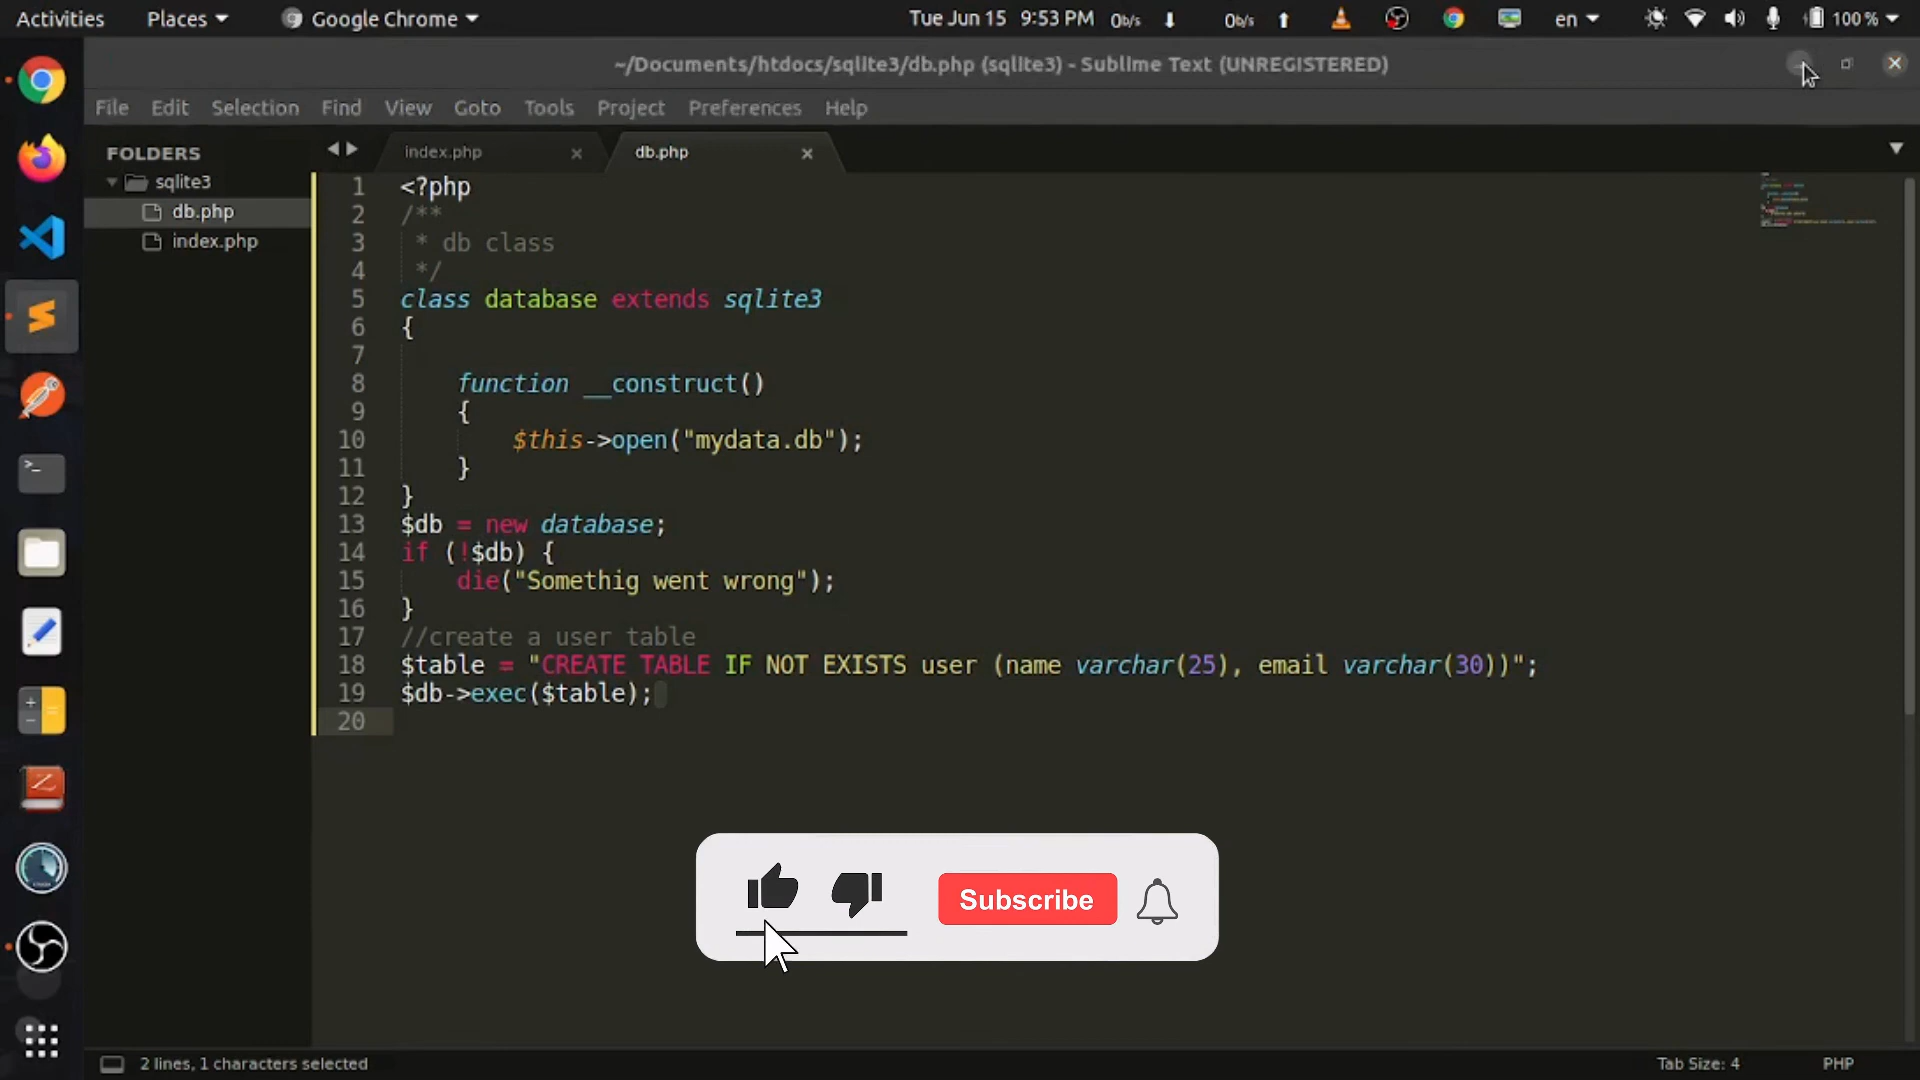 Activities Places Google Chrome Tue Jun 15 9:53 PM 0b/s 0b/s en 100 %
~/Documents/htdocs/sqlite3/db.php (sqlite3) - Sublime Text (UNREGISTERED)
File Edit Selection Find View Goto Tools Project Preferences Help
FOLDERS
sqlite3
db.php
index.php
index.php db.php
1 <?php
2 /**
3 * db class
4 */
5 class database extends sqlite3
6 {
7
8 function __construct()
9 {
10 $this->open("mydata.db");
11 }
12 }
13 $db = new database;
14 if (!$db) {
15 die("Somethig went wrong");
16 }
17 //create a user table
18 $table = "CREATE TABLE IF NOT EXISTS user (name varchar(25), email varchar(30))";
19 $db->exec($table);
20
Subscribe
2 lines, 1 characters selected Tab Size: 4 PHP